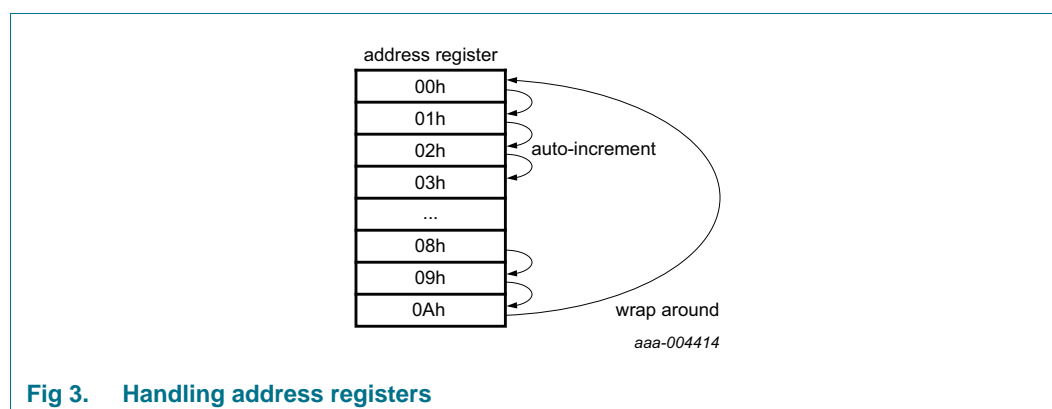 address register
00h
01h
02h
auto-increment
03h
...
08h
09h
0Ah
wrap around
aaa-004414
Fig 3. Handling address registers